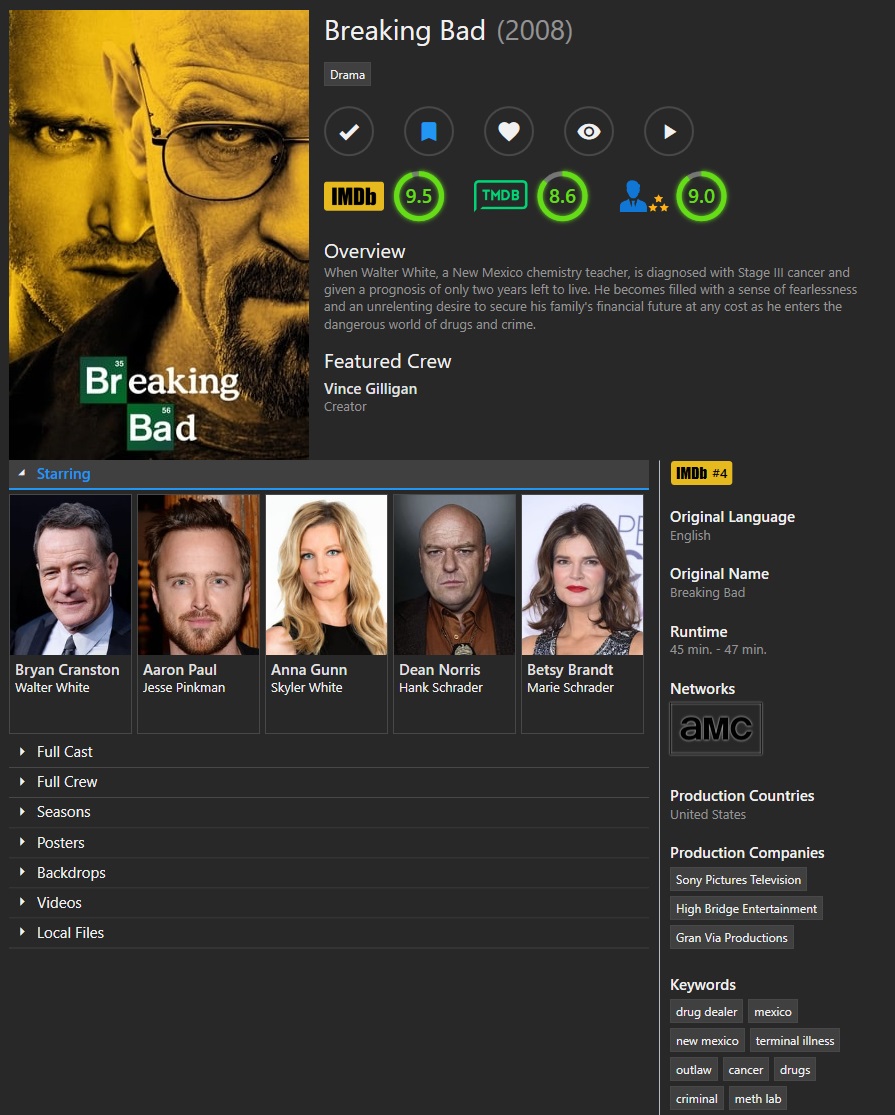 Breaking Bad (2008)
Drama
IMDb 9.5 TMDB 8.6 9.0
Overview
When Walter White, a New Mexico chemistry teacher, is diagnosed with Stage III cancer and
given a prognosis of only two years left to live. He becomes filled with a sense of fearlessness
and an unrelenting desire to secure his family's financial future at any cost as he enters the
dangerous world of drugs and crime.
Featured Crew
Vince Gilligan
Creator
35
Breaking
56
Bad
Starring
Bryan Cranston
Walter White
Aaron Paul
Jesse Pinkman
Anna Gunn
Skyler White
Dean Norris
Hank Schrader
Betsy Brandt
Marie Schrader
Full Cast
Full Crew
Seasons
Posters
Backdrops
Videos
Local Files
IMDb #4
Original Language
English
Original Name
Breaking Bad
Runtime
45 min. - 47 min.
Networks
aMC
Production Countries
United States
Production Companies
Sony Pictures Television
High Bridge Entertainment
Gran Via Productions
Keywords
drug dealer mexico
new mexico terminal illness
outlaw cancer drugs
criminal meth lab